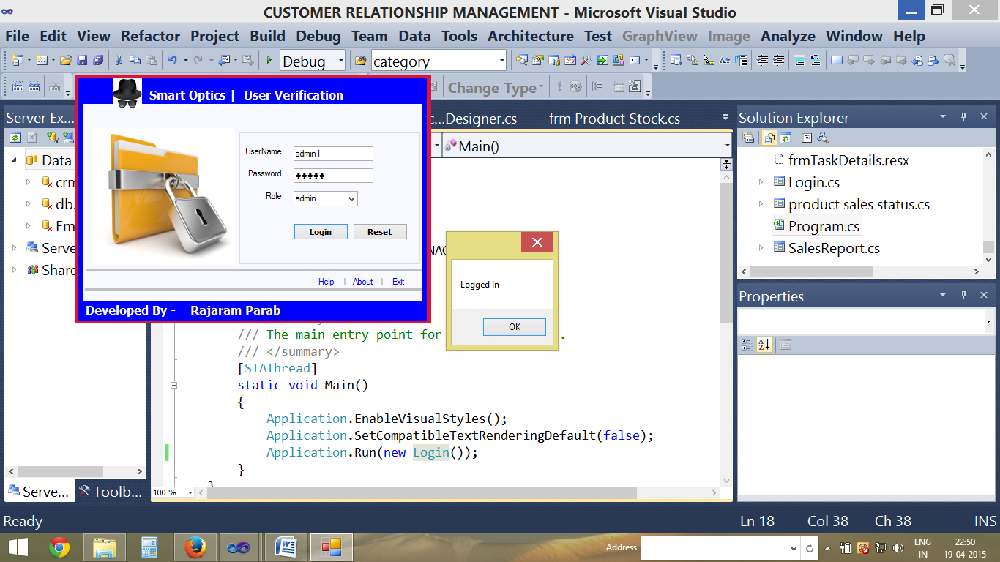 CUSTOMER RELATIONSHIP MANAGEMENT - Microsoft Visual Studio
File Edit View Refactor Project Build Debug Team Data Tools Architecture Test GraphView Image Analyze Window Help
Debug category
Change Type
Smart Optics | User Verification
Server Ex... c...Designer.cs frm Product Stock.cs Solution Explorer
Main()
UserName admin1
Password ♣♣♣♣♣
Role admin
Login Reset
Help | About | Exit
Developed By - Rajaram Parab
Data
crm
db.
Em
Serve
Share
NAG
Logged in
OK
frmTaskDetails.resx
Login.cs
product sales status.cs
Program.cs
SalesReport.cs
Properties
/// The main entry point for .
/// </summary>
[STAThread]
static void Main()
{
Application.EnableVisualStyles();
Application.SetCompatibleTextRenderingDefault(false);
Application.Run(new Login());
}
}
100 %
Serve... Toolb...
Ready Ln 18 Col 38 Ch 38 INS
Address ENG IN 22:50 19-04-2015